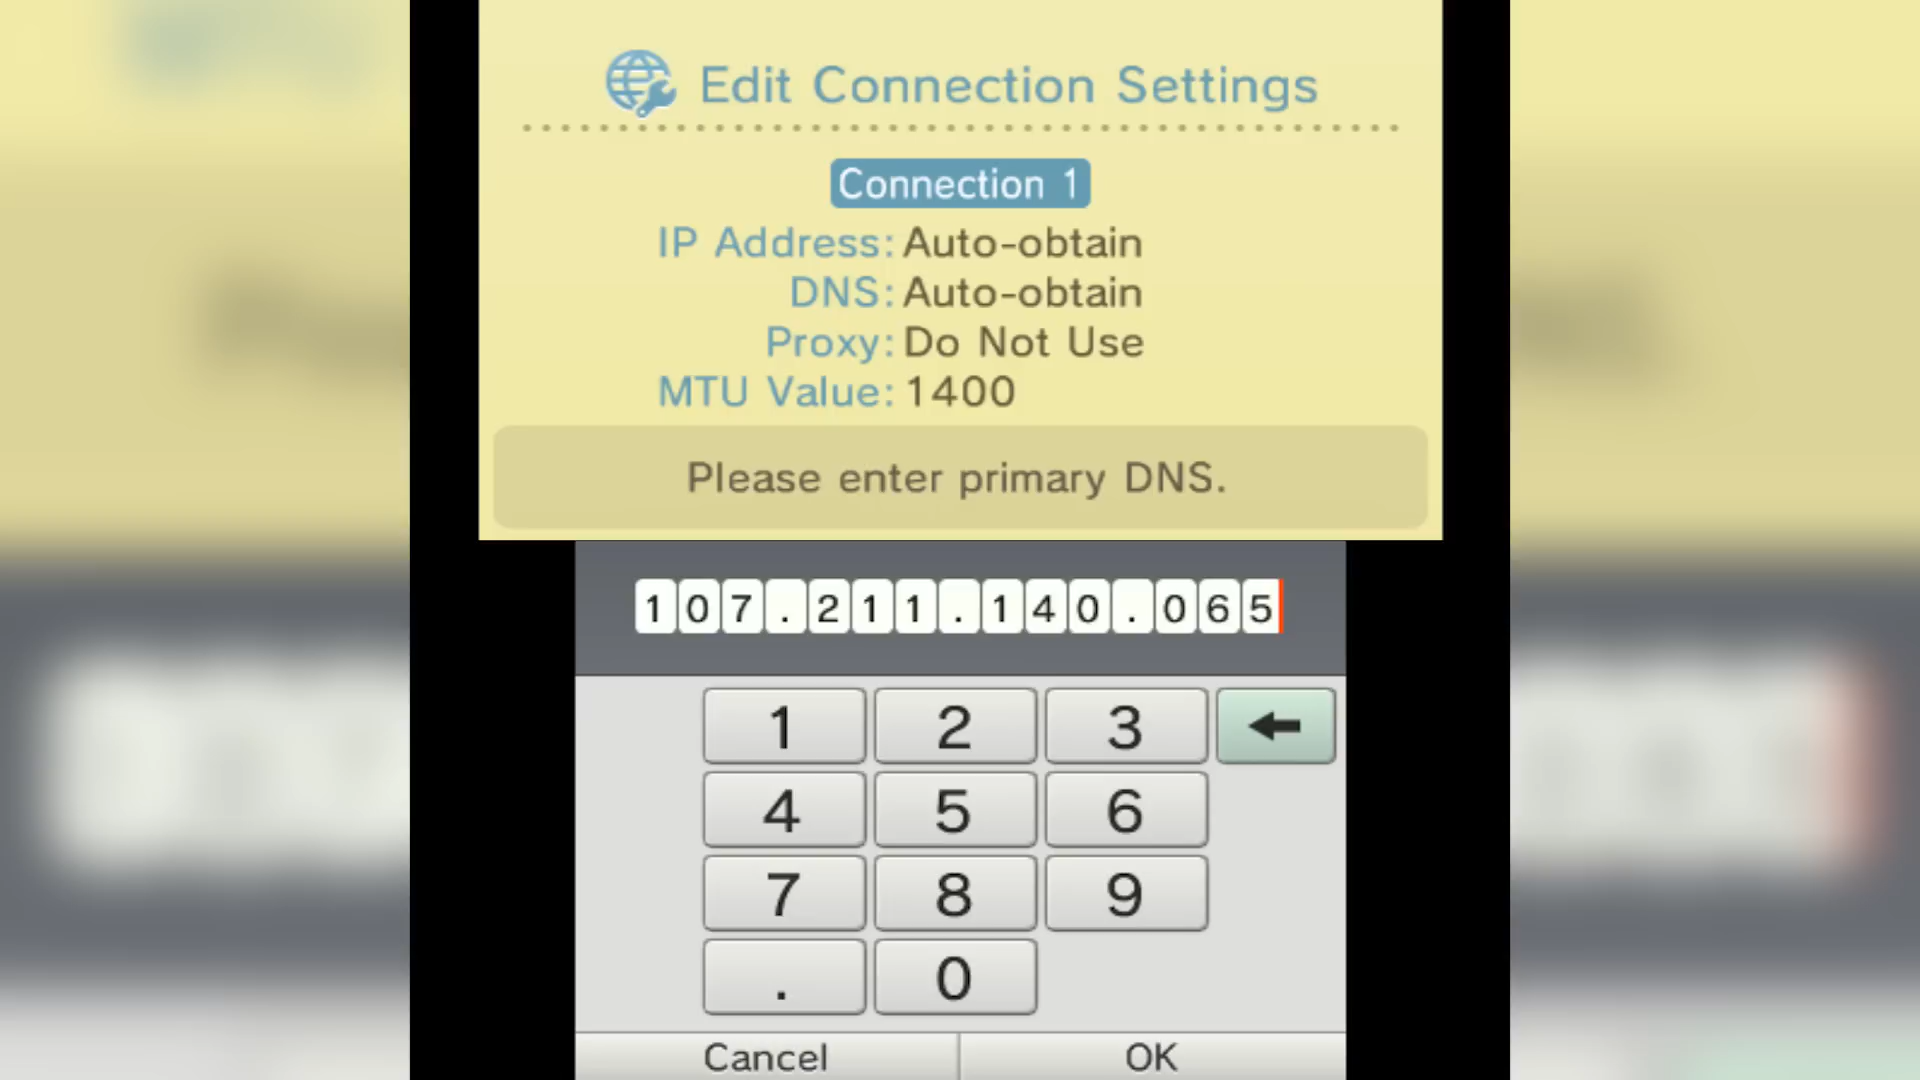 Edit Connection Settings
Connection 1
IP Address: Auto-obtain
DNS: Auto-obtain
Proxy: Do Not Use
MTU Value: 1400
Please enter primary DNS.
107.211.140.065
1 2 3 ←
4 5 6
7 8 9
. 0
Cancel OK